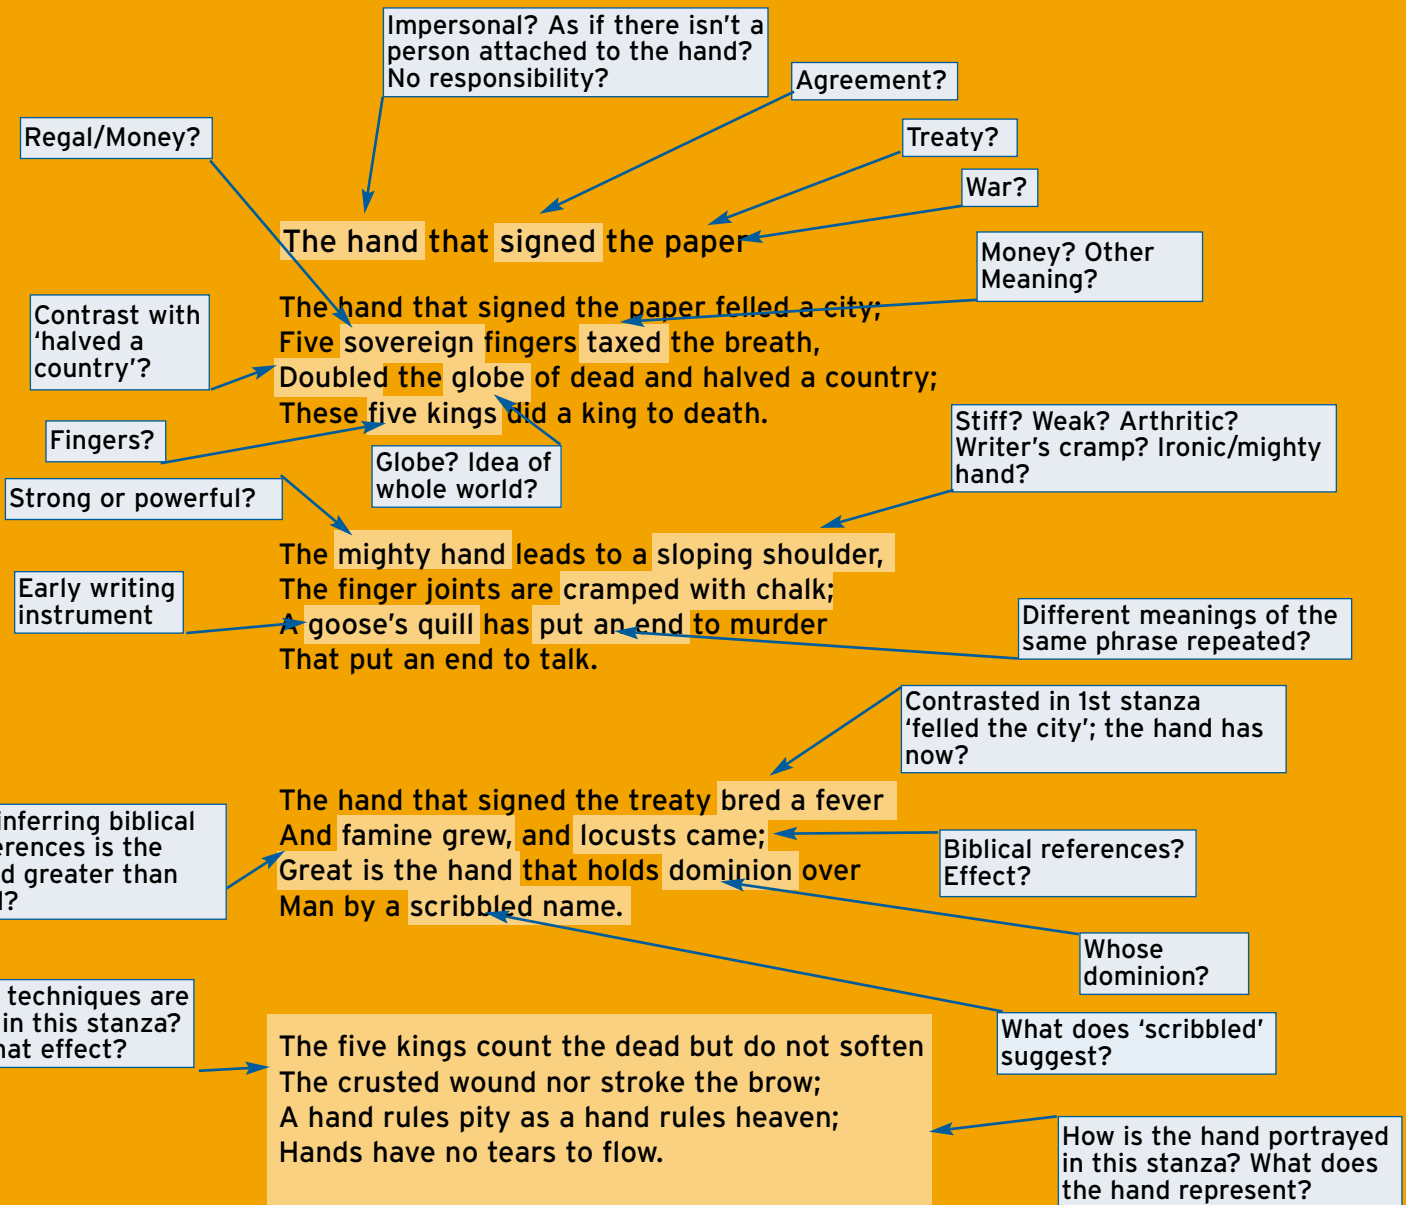 Impersonal? As if there isn't a
person attached to the hand?
No responsibility?
Agreement?
Regal/Money?
Treaty?
War?
The hand that signed the paper
Money? Other
Meaning?
Contrast with
'halved a
country'?
The hand that signed the paper felled a city;
Five sovereign fingers taxed the breath,
Doubled the globe of dead and halved a country;
These five kings did a king to death.
Fingers?
Globe? Idea of
whole world?
Stiff? Weak? Arthritic?
Writer's cramp? Ironic/mighty
hand?
Strong or powerful?
The mighty hand leads to a sloping shoulder,
The finger joints are cramped with chalk;
A goose's quill has put an end to murder
That put an end to talk.
Early writing
instrument
Different meanings of the
same phrase repeated?
Contrasted in 1st stanza
'felled the city'; the hand has
now?
The hand that signed the treaty bred a fever
And famine grew, and locusts came;
Great is the hand that holds dominion over
Man by a scribbled name.
inferring biblical
is the
greater than
Biblical references?
Effect?
Whose
dominion?
What does 'scribbled'
suggest?
techniques are
in this stanza?
effect?
The five kings count the dead but do not soften
The crusted wound nor stroke the brow;
A hand rules pity as a hand rules heaven;
Hands have no tears to flow.
How is the hand portrayed
in this stanza? What does
the hand represent?